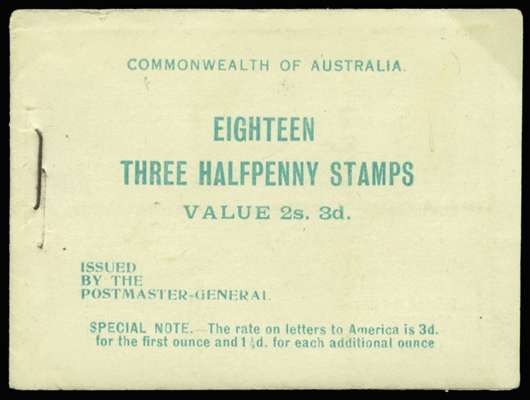 COMMONWEALTH OF AUSTRALIA.
EIGHTEEN
THREE HALFPENNY STAMPS
VALUE 2s. 3d.
ISSUED
BY THE
POSTMASTER-GENERAL
SPECIAL NOTE.—The rate on letters to America is 3d.
for the first ounce and 1½d. for each additional ounce